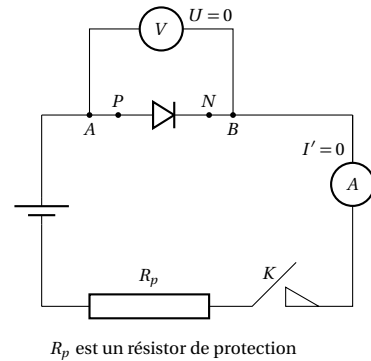 U = 0
V
P
N
A
B
I' = 0
A
R_p
K
R_p est un résistor de protection